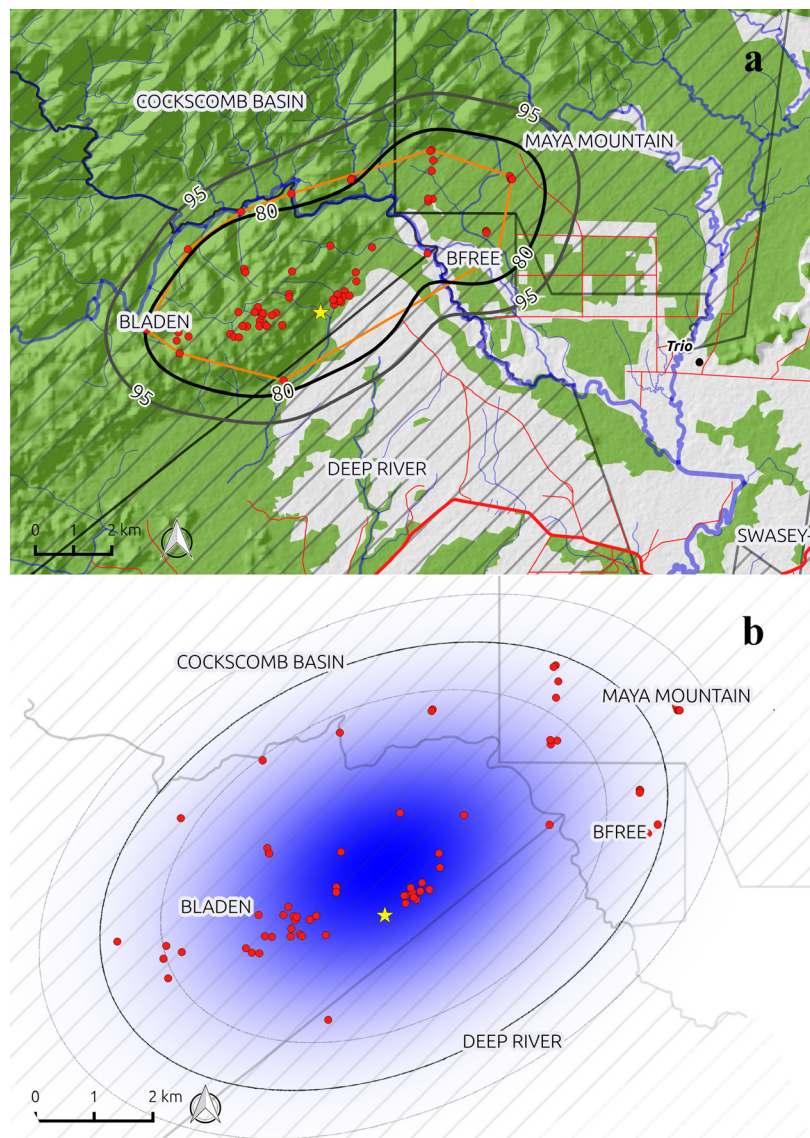 a
COCKSCOMB BASIN
95
MAYA MOUNTAIN
95
80
BFREE
80
95
BLADEN
Trio
80
95
DEEP RIVER
SWASEY-
0 1 2 km
b
COCKSCOMB BASIN
MAYA MOUNTAIN
BFREE
BLADEN
DEEP RIVER
0 1 2 km